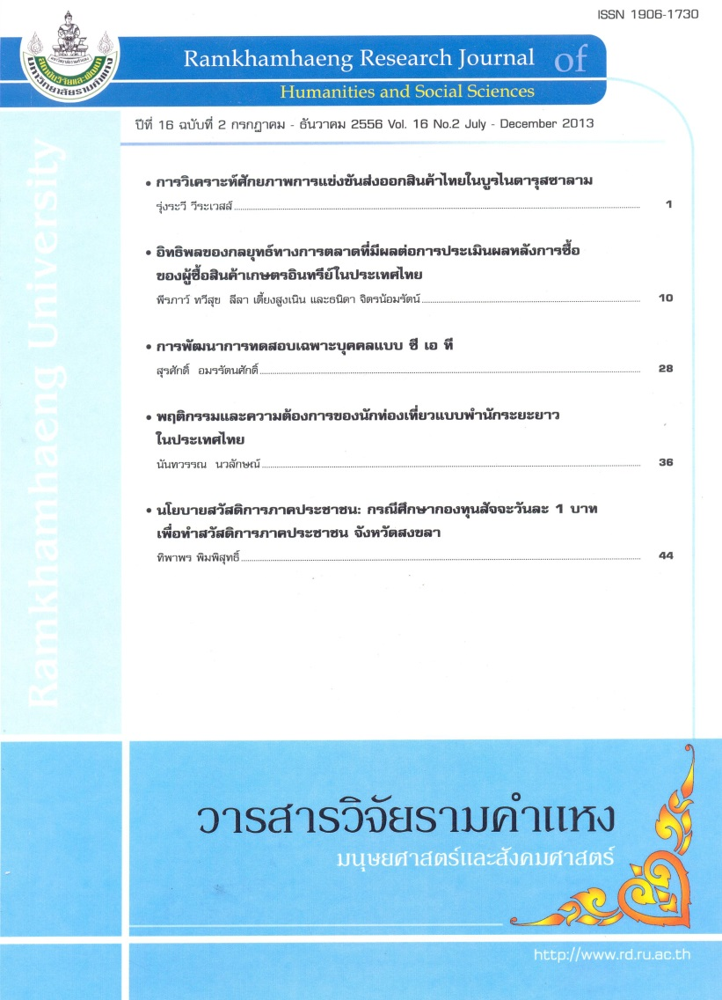 ISSN 1906-1730
สถาบันวิจัยและพัฒนา
มหาวิทยาลัยรามคำแหง
Ramkhamhaeng Research Journal of
Humanities and Social Sciences
ปีที่ 16 ฉบับที่ 2 กรกฎาคม - ธันวาคม 2556 Vol. 16 No.2 July - December 2013
Ramkhamhaeng University
• การวิเคราะห์ศักยภาพการแข่งขันส่งออกสินค้าไทยในบรูไนดารุสซาลาม
รุ่งระวี วีระเวสส์ 1
• อิทธิพลของกลยุทธ์ทางการตลาดที่มีผลต่อการประเมินผลหลังการซื้อ
ของผู้ซื้อสินค้าเกษตรอินทรีย์ในประเทศไทย
พีรภาว์ ทวีสุข ลีลา เตี้ยงสูงเนิน และธนิดา จิตรน้อมรัตน์ 10
• การพัฒนาการทดสอบเฉพาะบุคคลแบบ ซี เอ ที
สุรศักดิ์ อมรรัตนศักดิ์ 28
• พฤติกรรมและความต้องการของนักท่องเที่ยวแบบพำนักระยะยาว
ในประเทศไทย
นันทวรรณ นวลักษณ์ 36
• นโยบายสวัสดิการภาคประชาชน: กรณีศึกษากองทุนสัจจะวันละ 1 บาท
เพื่อทำสวัสดิการภาคประชาชน จังหวัดสงขลา
ทิพาพร พิมพิสุทธิ์ 44
วารสารวิจัยรามคำแหง
มนุษยศาสตร์และสังคมศาสตร์
http://www.rd.ru.ac.th